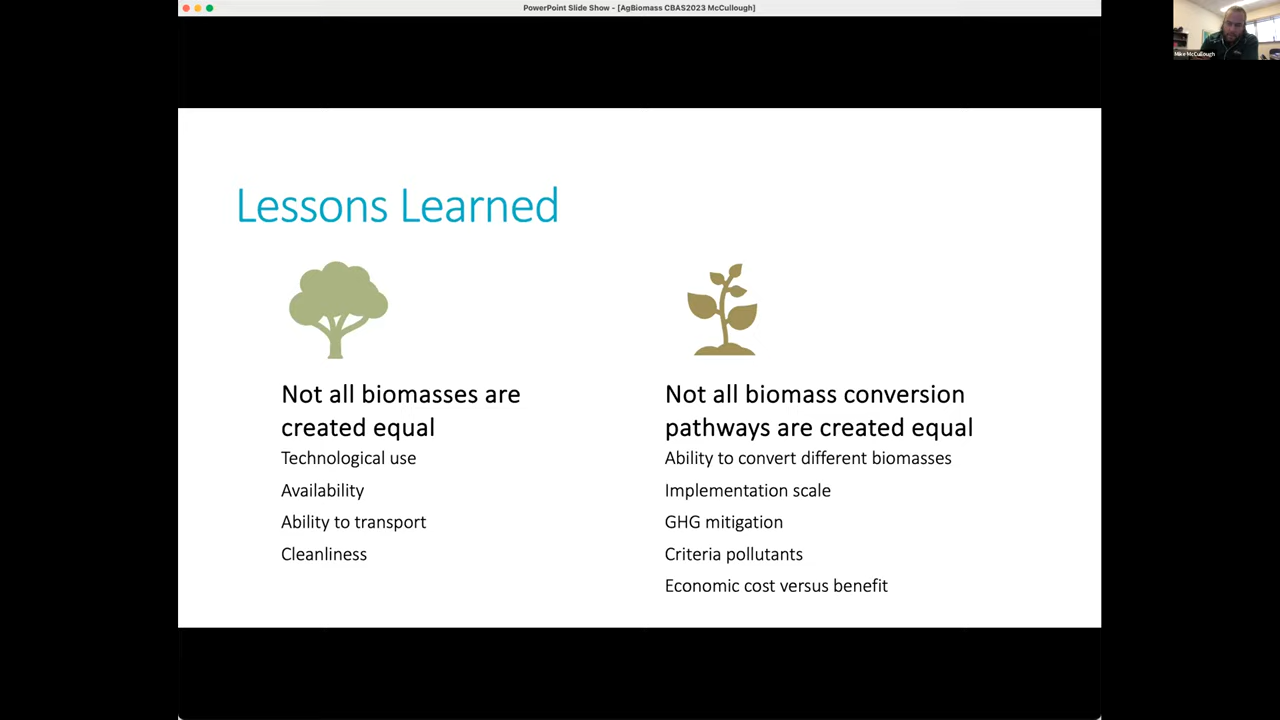 PowerPoint Slide Show - [AgBiomass CBAS2023 McCullough]
Mike McCullough
Lessons Learned
Not all biomasses are
created equal
Technological use
Availability
Ability to transport
Cleanliness
Not all biomass conversion
pathways are created equal
Ability to convert different biomasses
Implementation scale
GHG mitigation
Criteria pollutants
Economic cost versus benefit